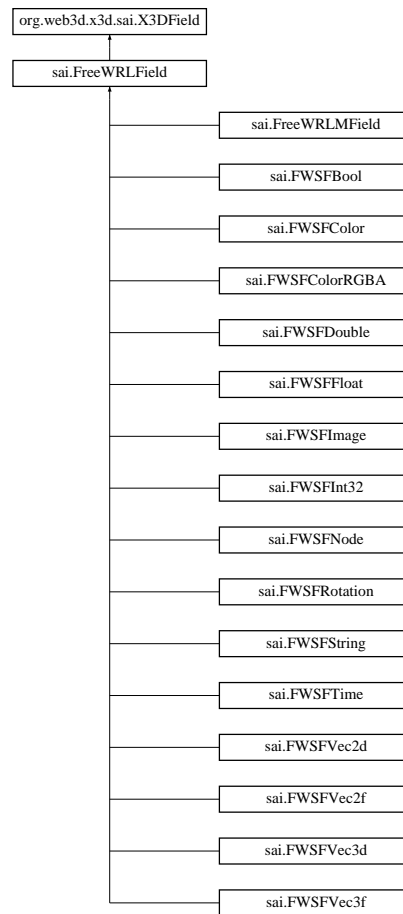 org.web3d.x3d.sai.X3DField
sai.FreeWRLField
sai.FreeWRLMField
sai.FWSFBool
sai.FWSFColor
sai.FWSFColorRGBA
sai.FWSFDouble
sai.FWSFFloat
sai.FWSFImage
sai.FWSFInt32
sai.FWSFNode
sai.FWSFRotation
sai.FWSFString
sai.FWSFTime
sai.FWSFVec2d
sai.FWSFVec2f
sai.FWSFVec3d
sai.FWSFVec3f